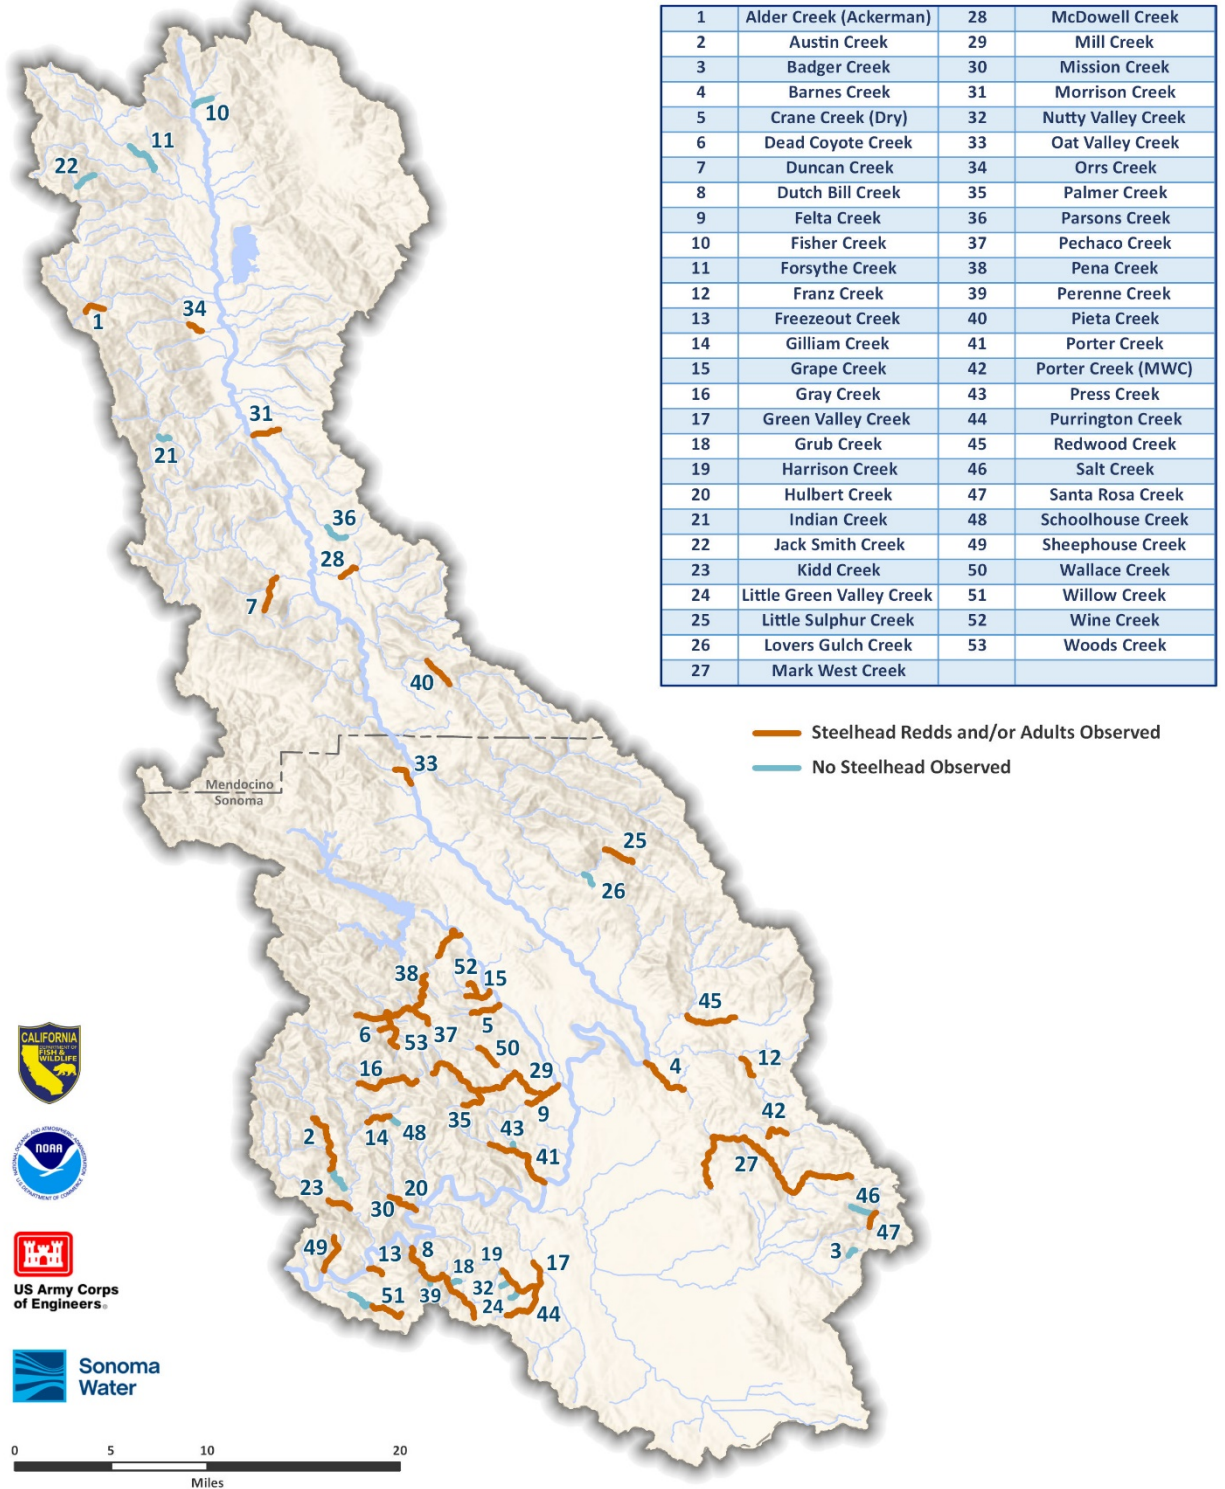 1 Alder Creek (Ackerman) 28 McDowell Creek
2 Austin Creek 29 Mill Creek
3 Badger Creek 30 Mission Creek
4 Barnes Creek 31 Morrison Creek
5 Crane Creek (Dry) 32 Nutty Valley Creek
6 Dead Coyote Creek 33 Oat Valley Creek
7 Duncan Creek 34 Orrs Creek
8 Dutch Bill Creek 35 Palmer Creek
9 Felta Creek 36 Parsons Creek
10 Fisher Creek 37 Pechaco Creek
11 Forsythe Creek 38 Pena Creek
12 Franz Creek 39 Perenne Creek
13 Freezeout Creek 40 Pieta Creek
14 Gilliam Creek 41 Porter Creek
15 Grape Creek 42 Porter Creek (MWC)
16 Gray Creek 43 Press Creek
17 Green Valley Creek 44 Purrington Creek
18 Grub Creek 45 Redwood Creek
19 Harrison Creek 46 Salt Creek
20 Hulbert Creek 47 Santa Rosa Creek
21 Indian Creek 48 Schoolhouse Creek
22 Jack Smith Creek 49 Sheephouse Creek
23 Kidd Creek 50 Wallace Creek
24 Little Green Valley Creek 51 Willow Creek
25 Little Sulphur Creek 52 Wine Creek
26 Lovers Gulch Creek 53 Woods Creek
27 Mark West Creek
Steelhead Redds and/or Adults Observed
No Steelhead Observed
10
11
22
1
34
31
21
36
28
7
40
33
Mendocino
Sonoma
25
26
38
52
15
45
6
53
37
5
50
4
12
16
29
35
9
42
2
14
48
43
41
27
23
30
20
46
47
3
49
13
8
18
19
17
39
32
24
51
44
CALIFORNIA
DEPARTMENT OF
FISH &
WILDLIFE
NATIONAL OCEANIC AND ATMOSPHERIC ADMINISTRATION
NOAA
U.S. DEPARTMENT OF COMMERCE
US Army Corps
of Engineers®
Sonoma
Water
0 5 10 20
Miles